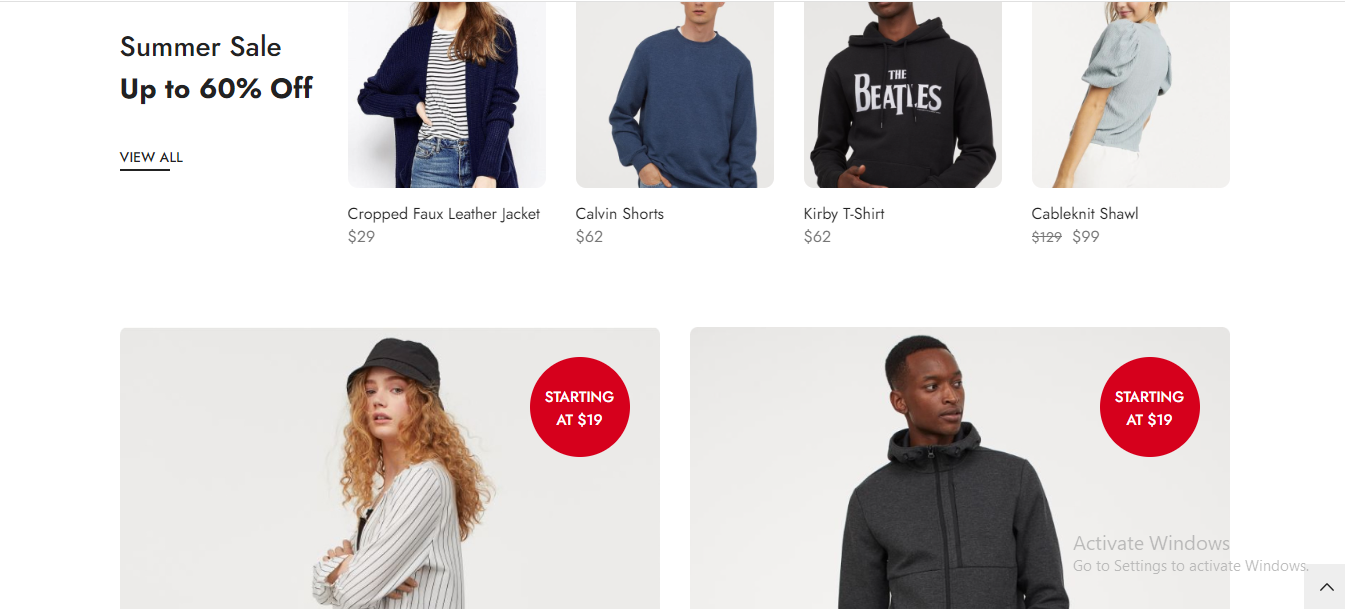 Summer Sale
Up to 60% Off
VIEW ALL
THE
BEATLES
Cropped Faux Leather Jacket
$29
Calvin Shorts
$62
Kirby T-Shirt
$62
Cableknit Shawl
$129 $99
STARTING
AT $19
STARTING
AT $19
Activate Windows
Go to Settings to activate Windows.